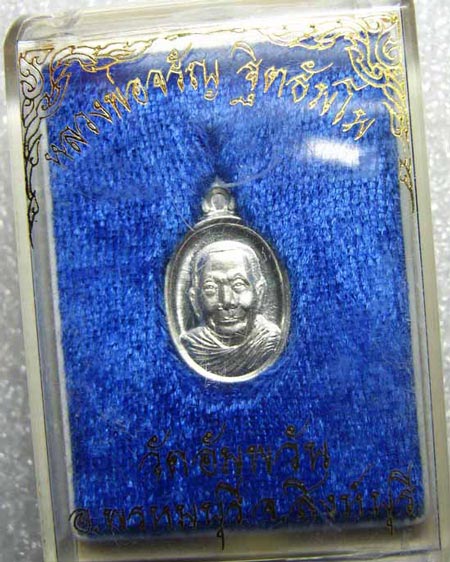 หลวงพ่อจรัญ ฐิตธัมโม
วัดอัมพวัน
อ.พรหมบุรี จ.สิงห์บุรี